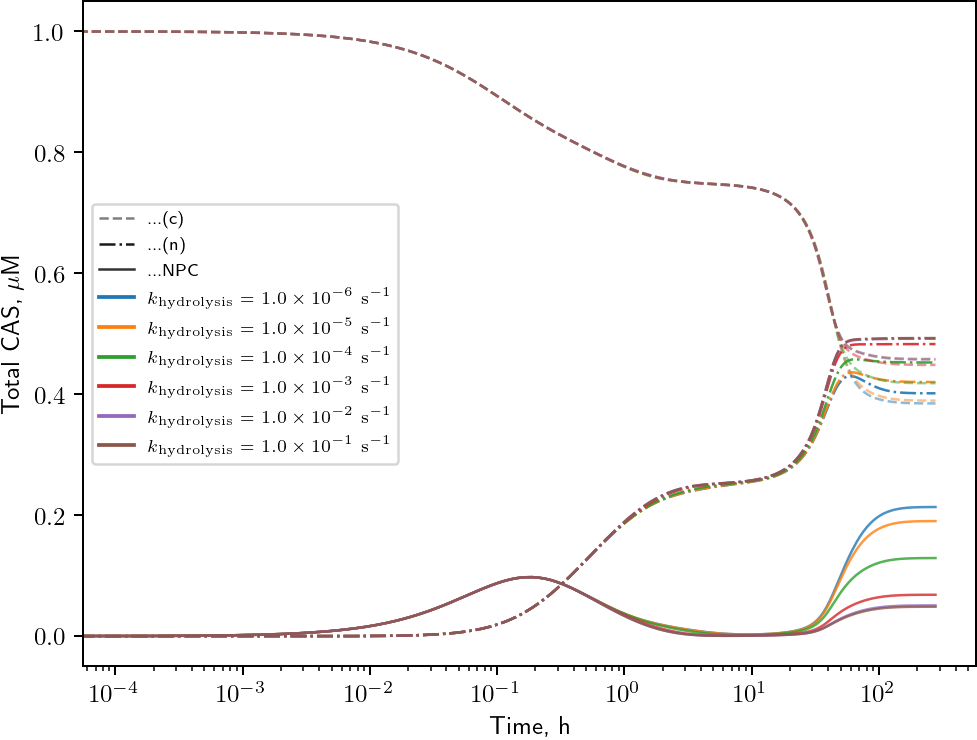 1.0
0.8
0.6
0.4
0.2
0.0
Total CAS, μM
...(c)
...(n)
...NPC
k_hydrolysis = 1.0 × 10⁻⁶ s⁻¹
k_hydrolysis = 1.0 × 10⁻⁵ s⁻¹
k_hydrolysis = 1.0 × 10⁻⁴ s⁻¹
k_hydrolysis = 1.0 × 10⁻³ s⁻¹
k_hydrolysis = 1.0 × 10⁻² s⁻¹
k_hydrolysis = 1.0 × 10⁻¹ s⁻¹
10⁻⁴ 10⁻³ 10⁻² 10⁻¹ 10⁰ 10¹ 10²
Time, h